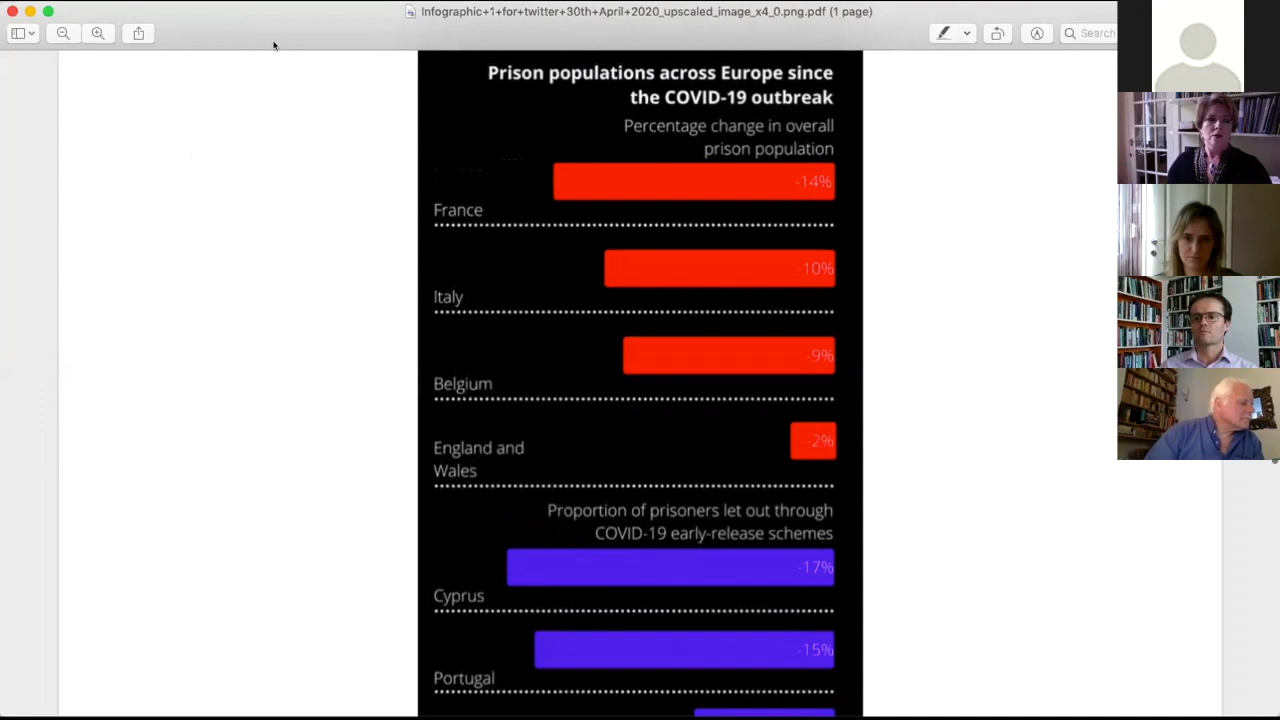 Infographic+1+for+twitter+30th+April+2020_upscaled_image_x4_0.png.pdf (1 page)
Search
Prison populations across Europe since
the COVID-19 outbreak
Percentage change in overall
prison population
-14%
France
-10%
Italy
-9%
Belgium
-2%
England and
Wales
Proportion of prisoners let out through
COVID-19 early-release schemes
-17%
Cyprus
-15%
Portugal